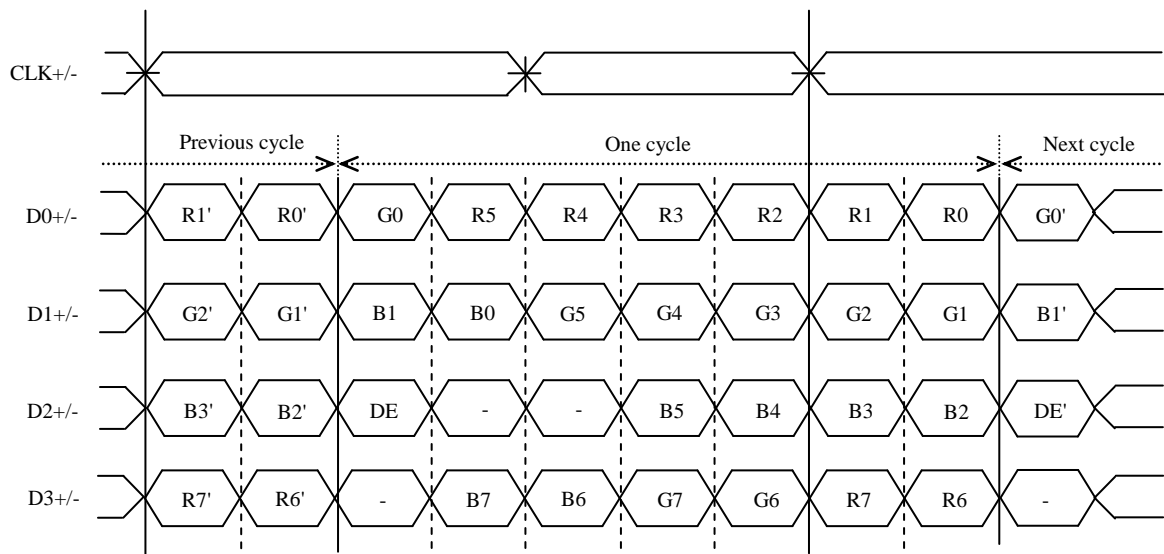 CLK+/-
Previous cycle One cycle Next cycle
D0+/- R1' R0' G0 R5 R4 R3 R2 R1 R0 G0'
D1+/- G2' G1' B1 B0 G5 G4 G3 G2 G1 B1'
D2+/- B3' B2' DE - - B5 B4 B3 B2 DE'
D3+/- R7' R6' - B7 B6 G7 G6 R7 R6 -